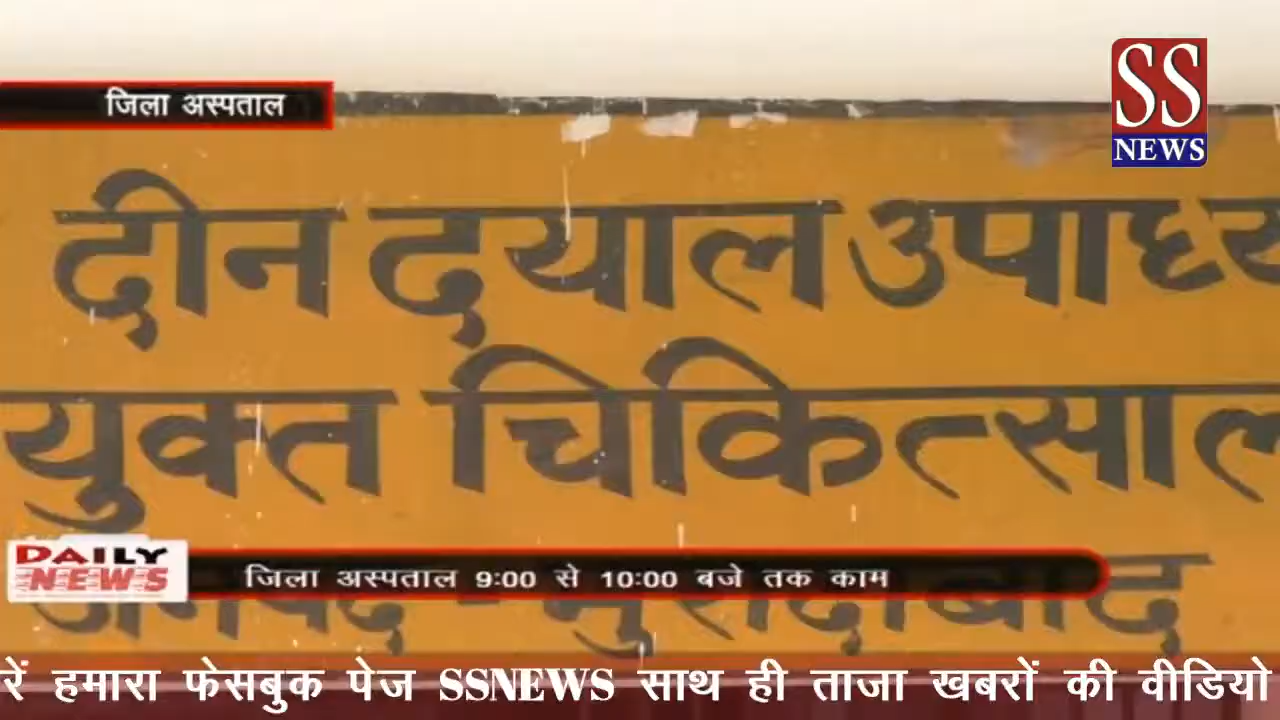 SS
NEWS
जिला अस्पताल
दीन दयाल उपाध्य
युक्त चिकित्साल
DAILY
NEWS
जिला अस्पताल 9:00 से 10:00 बजे तक काम
जनपद - मुरादाबाद
रें हमारा फेसबुक पेज SSNEWS साथ ही ताजा खबरों की वीडियो